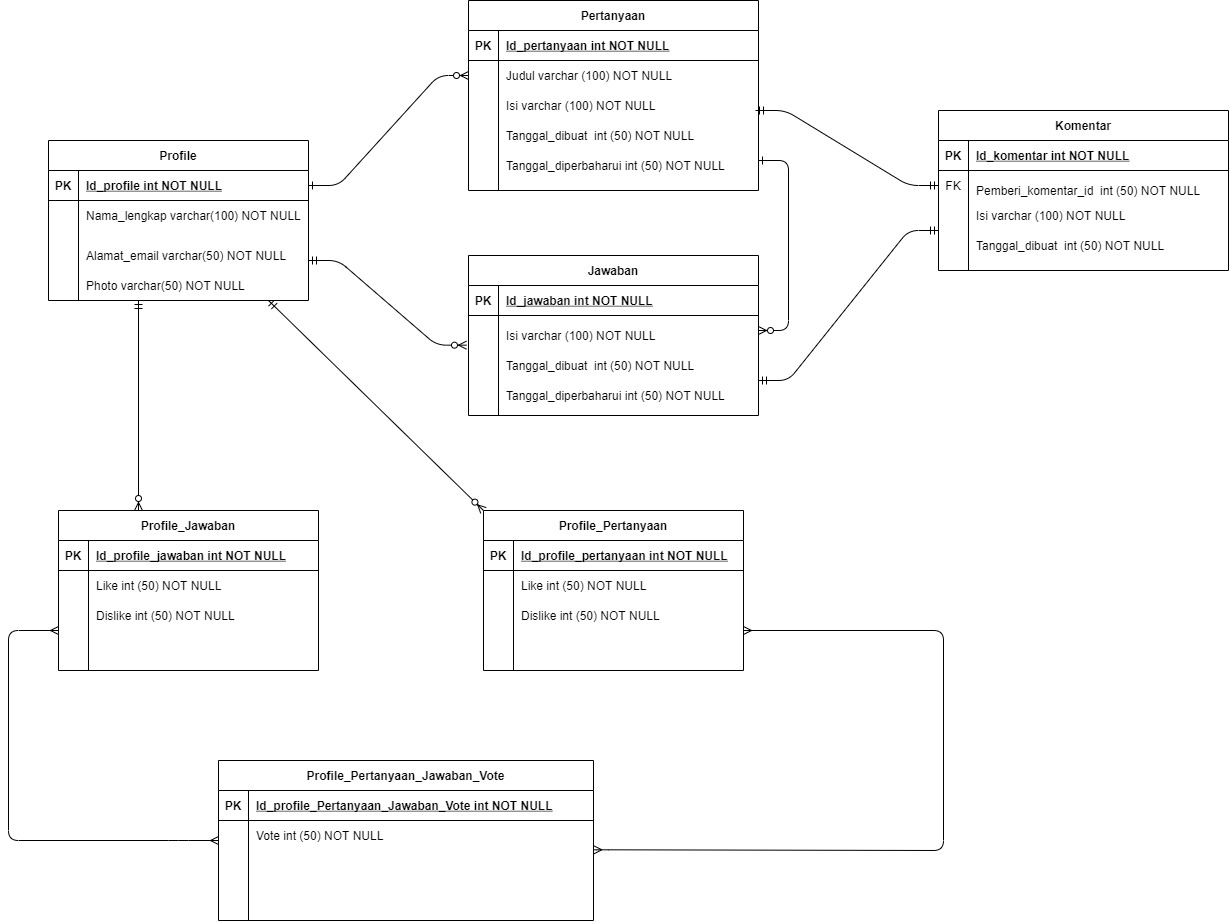 Pertanyaan
PK Id_pertanyaan int NOT NULL
Judul varchar (100) NOT NULL
Isi varchar (100) NOT NULL
Tanggal_dibuat  int (50) NOT NULL
Tanggal_diperbaharui int (50) NOT NULL
Komentar
PK Id_komentar int NOT NULL
FK Pemberi_komentar_id  int (50) NOT NULL
Isi varchar (100) NOT NULL
Tanggal_dibuat  int (50) NOT NULL
Profile
PK Id_profile int NOT NULL
Nama_lengkap varchar(100) NOT NULL
Alamat_email varchar(50) NOT NULL
Photo varchar(50) NOT NULL
Jawaban
PK Id_jawaban int NOT NULL
Isi varchar (100) NOT NULL
Tanggal_dibuat  int (50) NOT NULL
Tanggal_diperbaharui int (50) NOT NULL
Profile_Jawaban
PK Id_profile_jawaban int NOT NULL
Like int (50) NOT NULL
Dislike int (50) NOT NULL
Profile_Pertanyaan
PK Id_profile_pertanyaan int NOT NULL
Like int (50) NOT NULL
Dislike int (50) NOT NULL
Profile_Pertanyaan_Jawaban_Vote
PK Id_profile_Pertanyaan_Jawaban_Vote int NOT NULL
Vote int (50) NOT NULL